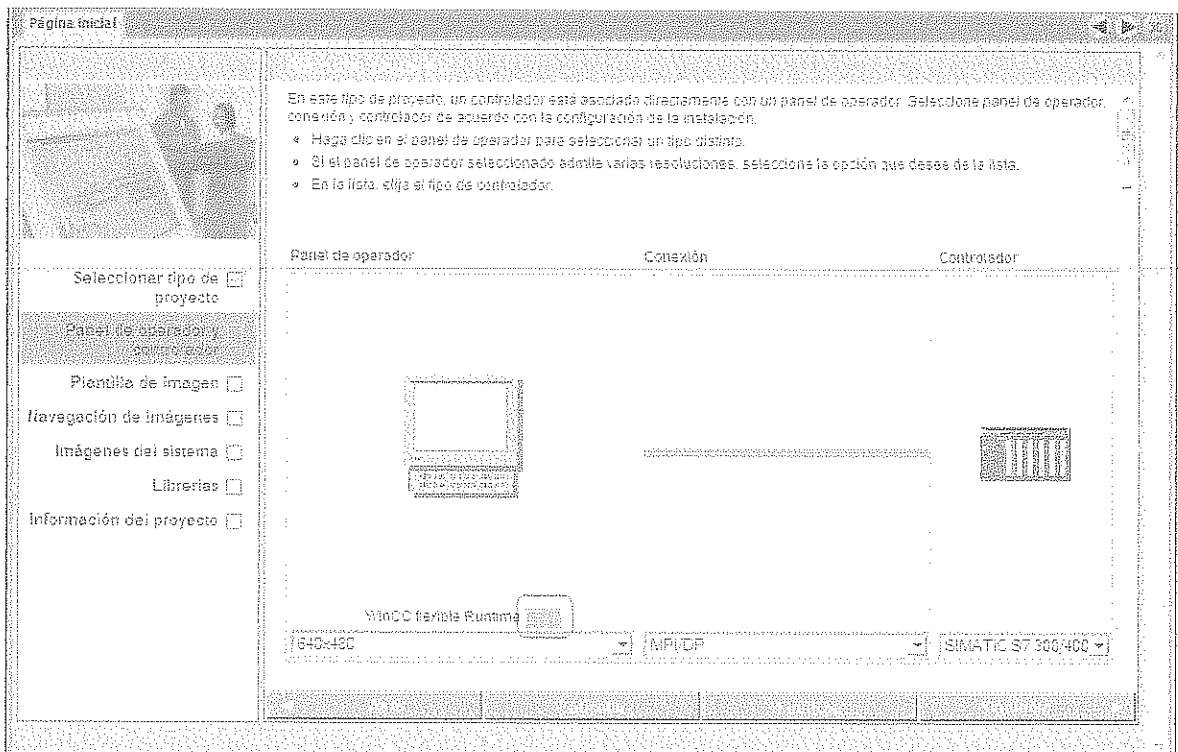 Página inicial
En este tipo de proyecto, un controlador está asociado directamente con un panel de operador. Seleccione panel de operador,
conexión y controlador de acuerdo con la configuración de la instalación.
• Haga clic en el panel de operador para seleccionar un tipo distinto.
• Si el panel de operador seleccionado admite varias resoluciones, seleccione la opción que desee de la lista.
• En la lista, elija el tipo de controlador.
Panel de operador
Conexión
Controlador
Seleccionar tipo de
proyecto
Panel de operador y
controlador
Plantilla de imagen
Navegación de imágenes
Imágenes del sistema
Librerías
Información del proyecto
WinCC flexible Runtime
640x480
MPI/DP
SIMATIC S7 300/400